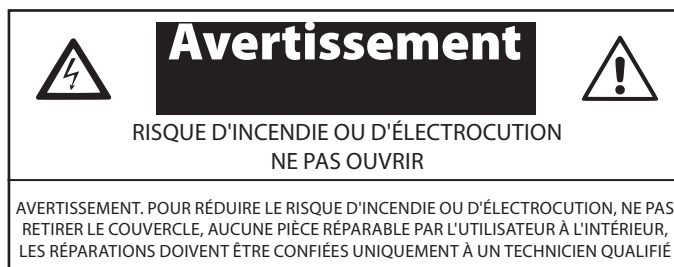 Avertissement
RISQUE D'INCENDIE OU D'ÉLECTROCUTION
NE PAS OUVRIR
AVERTISSEMENT. POUR RÉDUIRE LE RISQUE D'INCENDIE OU D'ÉLECTROCUTION, NE PAS
RETIRER LE COUVERCLE, AUCUNE PIÈCE RÉPARABLE PAR L'UTILISATEUR À L'INTÉRIEUR,
LES RÉPARATIONS DOIVENT ÊTRE CONFIÉES UNIQUEMENT À UN TECHNICIEN QUALIFIÉ